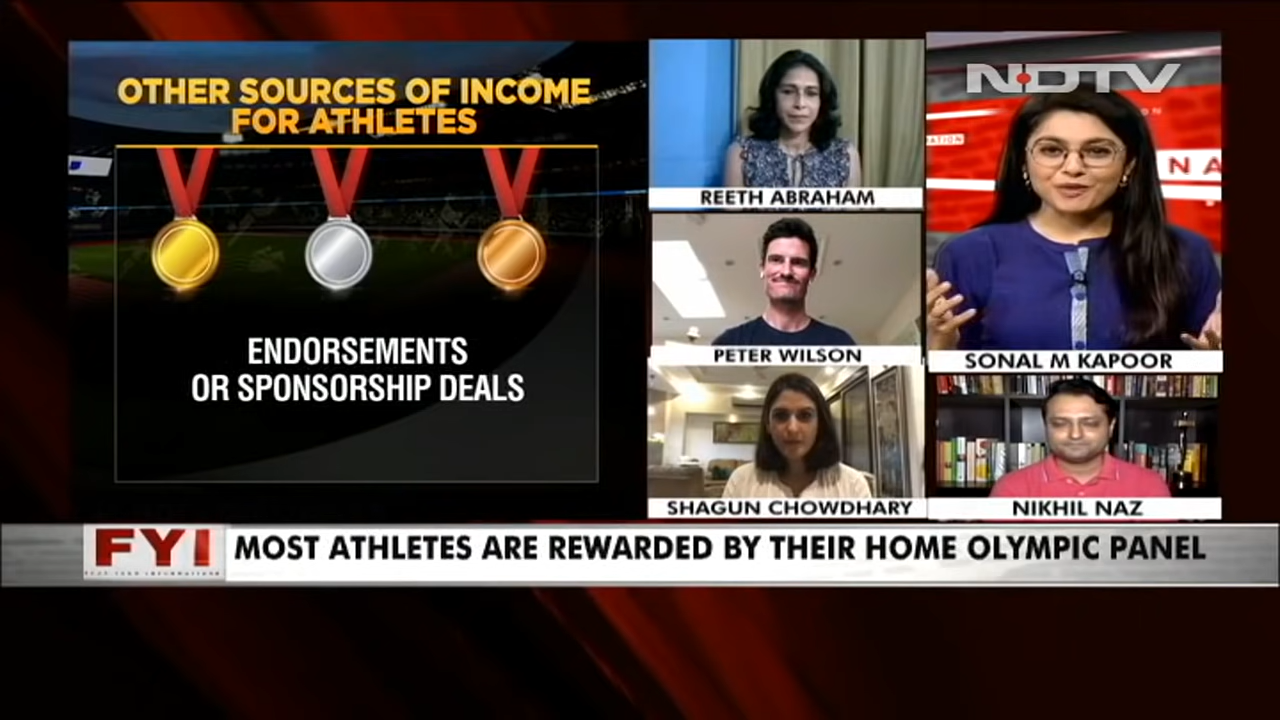 OTHER SOURCES OF INCOME
FOR ATHLETES
ENDORSEMENTS
OR SPONSORSHIP DEALS
REETH ABRAHAM
PETER WILSON
SHAGUN CHOWDHARY
NDTV
NA
SONAL M KAPOOR
NIKHIL NAZ
FYI
MOST ATHLETES ARE REWARDED BY THEIR HOME OLYMPIC PANEL